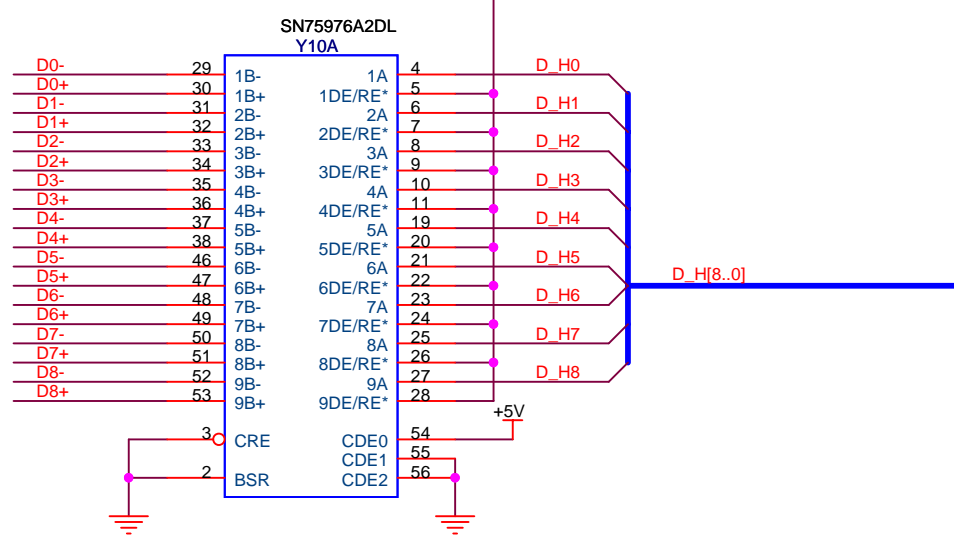 SN75976A2DL
Y10A
D0- 29 1B- 1A 4 D_H0
D0+ 30 1B+ 1DE/RE* 5
D1- 31 2B- 2A 6 D_H1
D1+ 32 2B+ 2DE/RE* 7
D2- 33 3B- 3A 8 D_H2
D2+ 34 3B+ 3DE/RE* 9
D3- 35 4B- 4A 10 D_H3
D3+ 36 4B+ 4DE/RE* 11
D4- 37 5B- 5A 19 D_H4
D4+ 38 5B+ 5DE/RE* 20
D5- 46 6B- 6A 21 D_H5
D_H[8..0]
D5+ 47 6B+ 6DE/RE* 22
D6- 48 7B- 7A 23 D_H6
D6+ 49 7B+ 7DE/RE* 24
D7- 50 8B- 8A 25 D_H7
D7+ 51 8B+ 8DE/RE* 26
D8- 52 9B- 9A 27 D_H8
D8+ 53 9B+ 9DE/RE* 28
+5V
3 CRE CDE0 54
CDE1 55
2 BSR CDE2 56